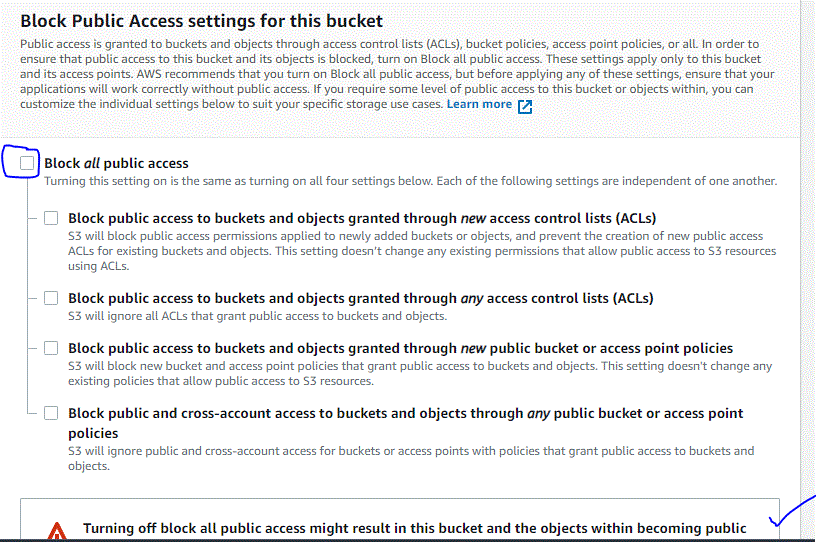 Block Public Access settings for this bucket
Public access is granted to buckets and objects through access control lists (ACLs), bucket policies, access point policies, or all. In order to
ensure that public access to this bucket and its objects is blocked, turn on Block all public access. These settings apply only to this bucket
and its access points. AWS recommends that you turn on Block all public access, but before applying any of these settings, ensure that your
applications will work correctly without public access. If you require some level of public access to this bucket or objects within, you can
customize the individual settings below to suit your specific storage use cases. Learn more
Block all public access
Turning this setting on is the same as turning on all four settings below. Each of the following settings are independent of one another.
Block public access to buckets and objects granted through new access control lists (ACLs)
S3 will block public access permissions applied to newly added buckets or objects, and prevent the creation of new public access
ACLs for existing buckets and objects. This setting doesn't change any existing permissions that allow public access to S3 resources
using ACLs.
Block public access to buckets and objects granted through any access control lists (ACLs)
S3 will ignore all ACLs that grant public access to buckets and objects.
Block public access to buckets and objects granted through new public bucket or access point policies
S3 will block new bucket and access point policies that grant public access to buckets and objects. This setting doesn't change any
existing policies that allow public access to S3 resources.
Block public and cross-account access to buckets and objects through any public bucket or access point
policies
S3 will ignore public and cross-account access for buckets or access points with policies that grant public access to buckets and
objects.
Turning off block all public access might result in this bucket and the objects within becoming public